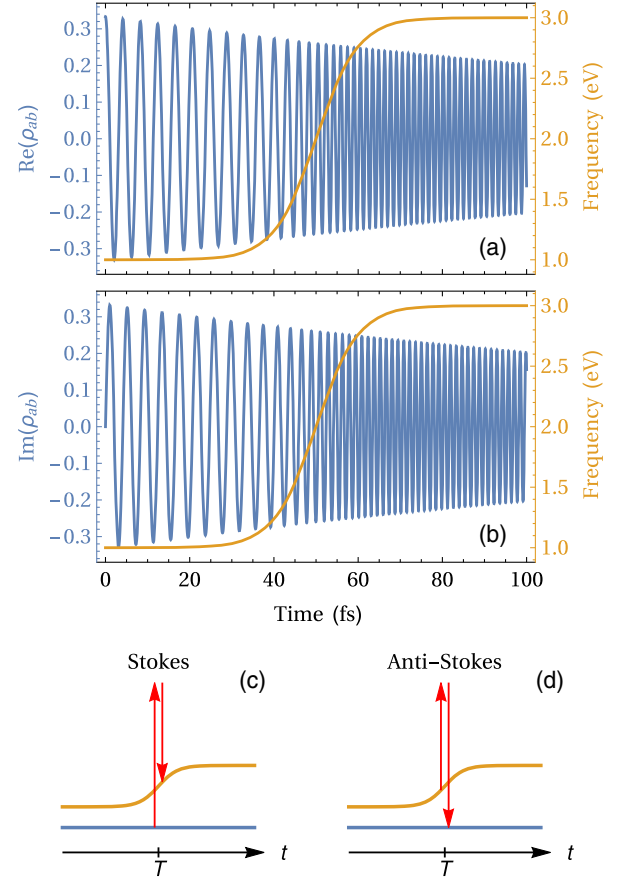 0.3
0.2
0.1
0.0
−0.1
−0.2
−0.3
Re(ρab)
3.0
2.5
2.0
1.5
1.0
Frequency (eV)
(a)
0.3
0.2
0.1
0.0
−0.1
−0.2
−0.3
Im(ρab)
3.0
2.5
2.0
1.5
1.0
Frequency (eV)
(b)
0 20 40 60 80 100
Time (fs)
Stokes (c) Anti−Stokes (d)
T t T t